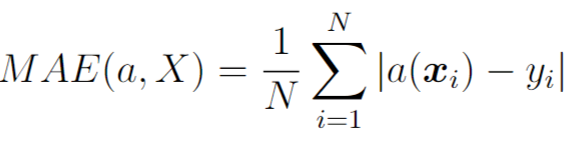 MAE(a, X) = \frac{1}{N} \sum_{i=1}^{N} |a(\boldsymbol{x}_i) - y_i|